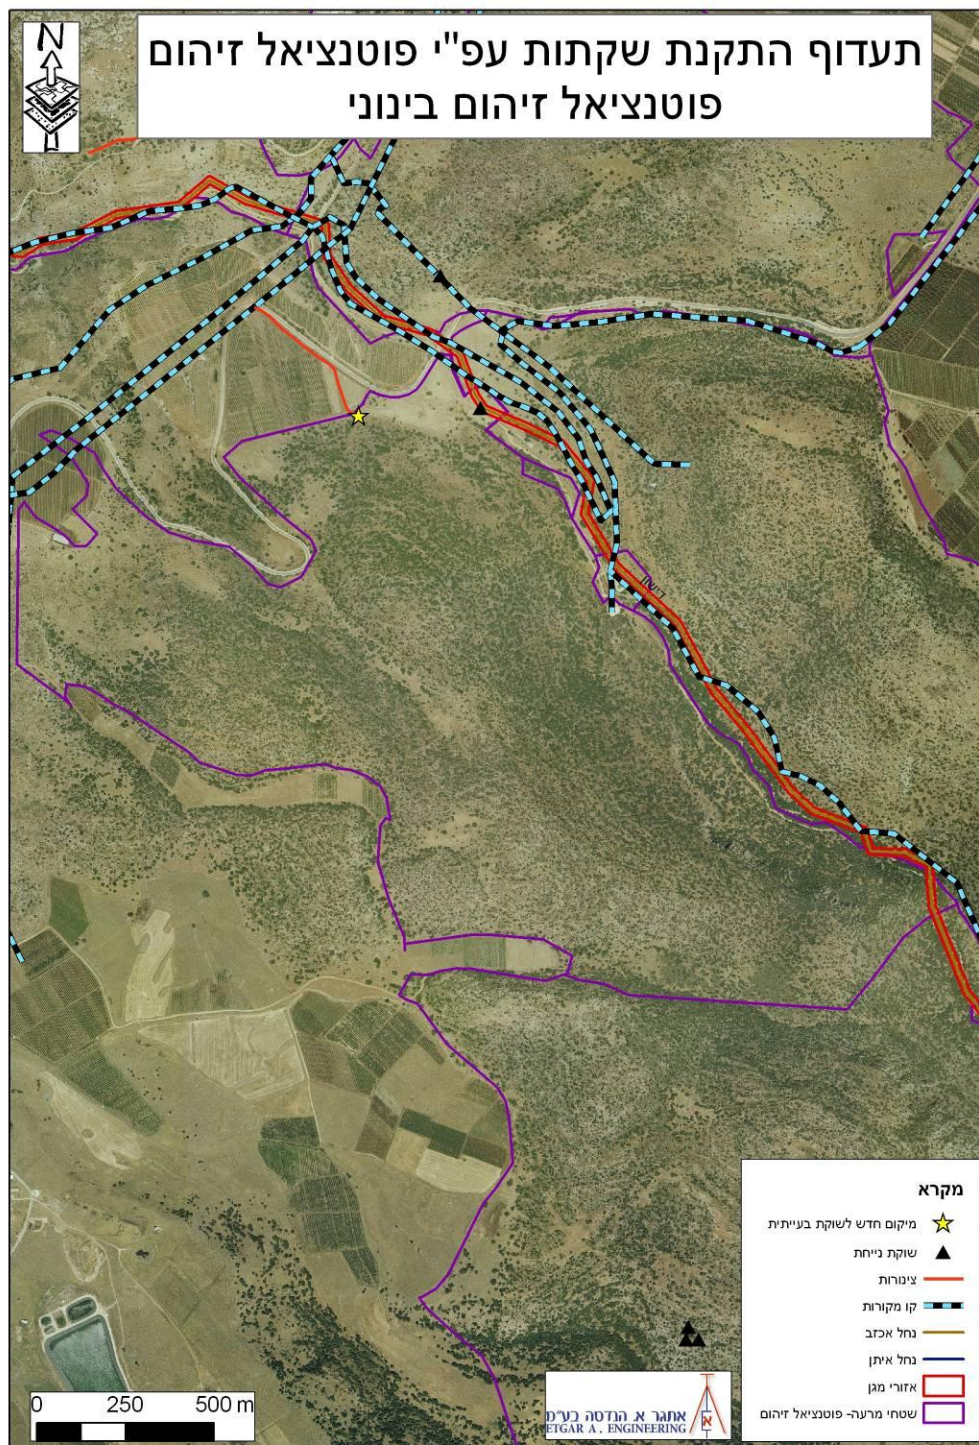 N
תעדוף התקנת שקתות עפ"י פוטנציאל זיהום
פוטנציאל זיהום בינוני
דישון
מקרא
מיקום חדש לשוקת בעייתית
שוקת נייחת
צינורות
קו מקורות
נחל אכזב
נחל איתן
אזורי מגן
שטחי מרעה- פוטנציאל זיהום
0 250 500 m
אתגר א. הנדסה בע"מ
ETGAR A. ENGINEERING
א